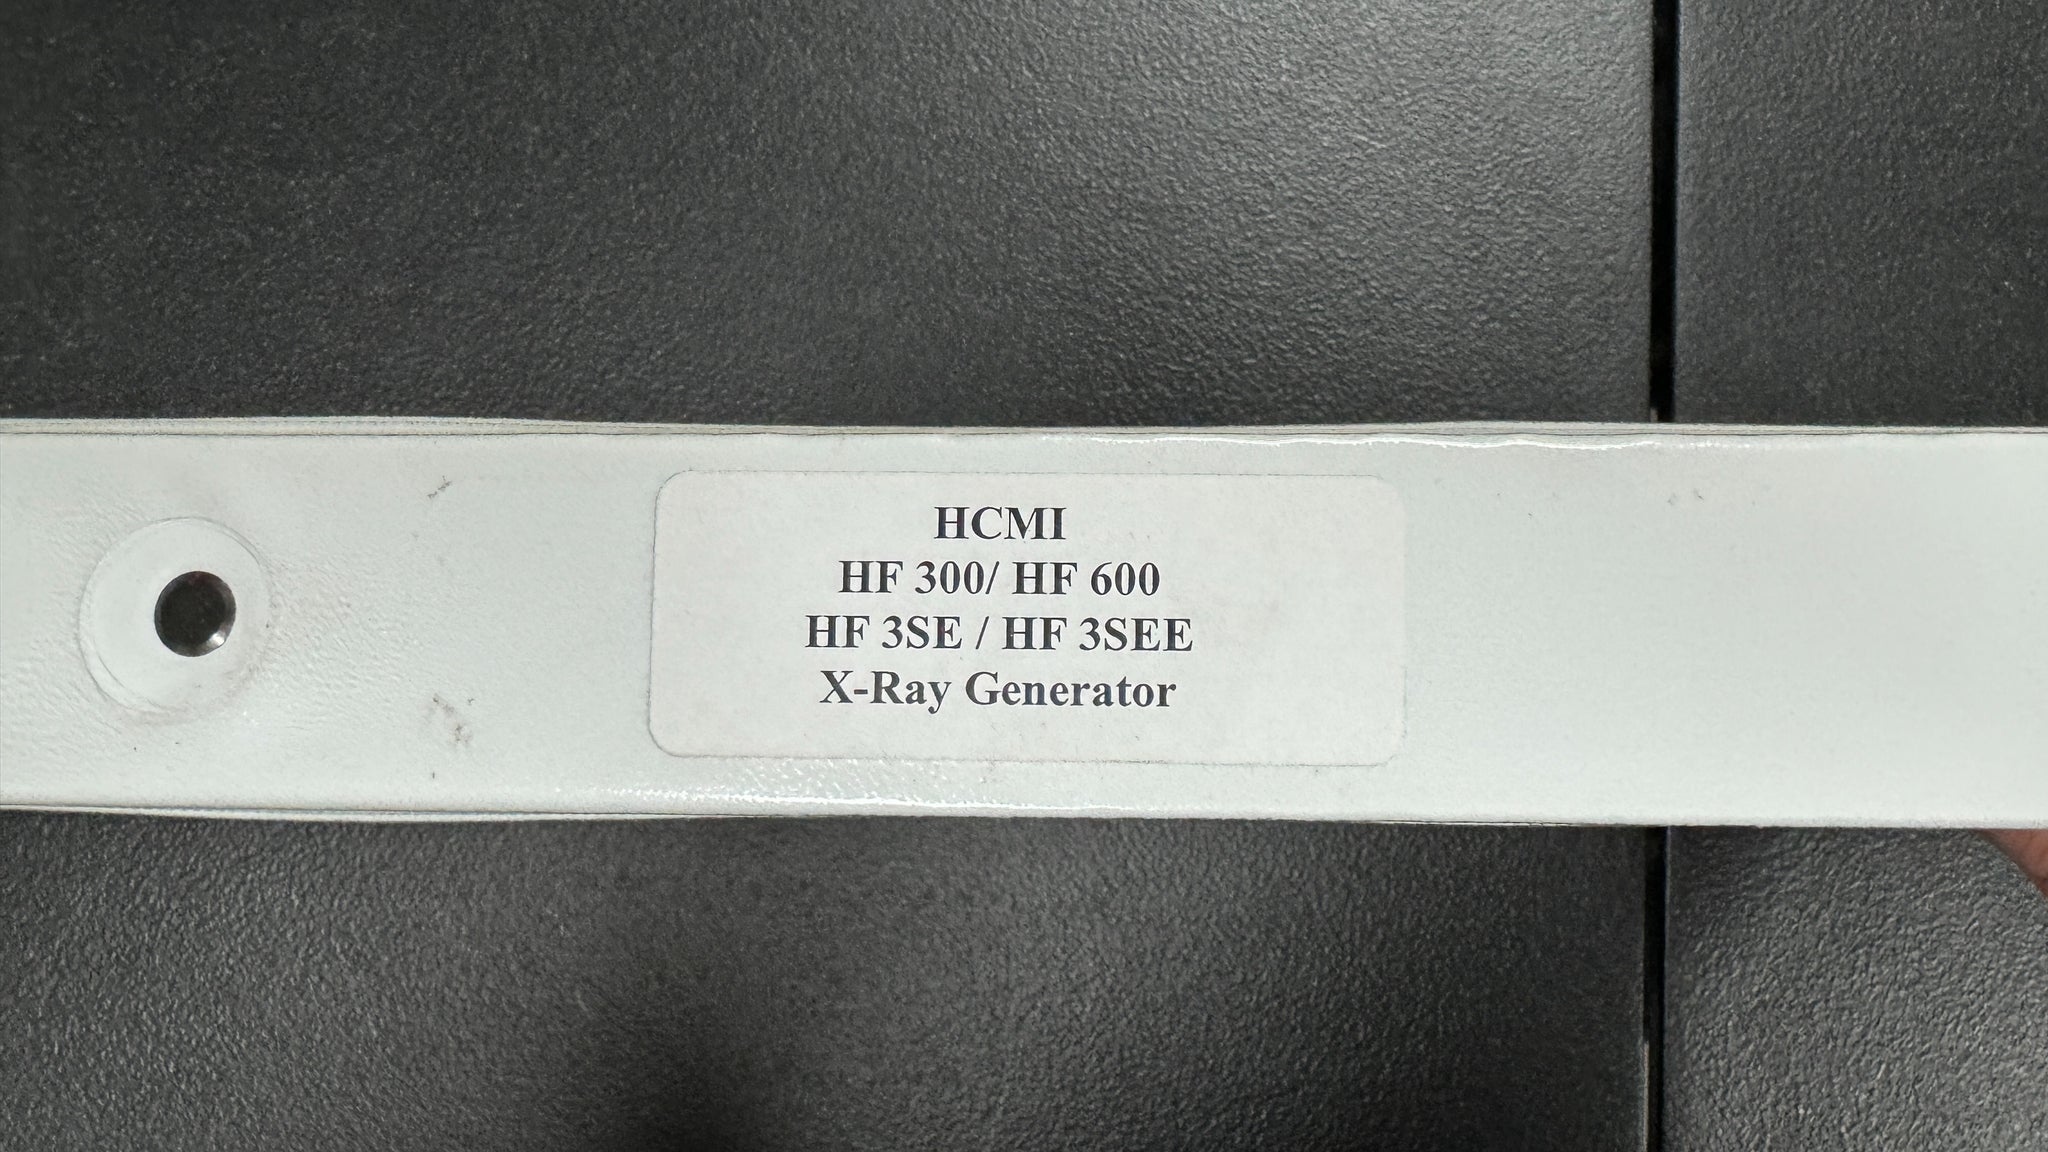 HCMI
HF 300/ HF 600
HF 3SE / HF 3SEE
X-Ray Generator